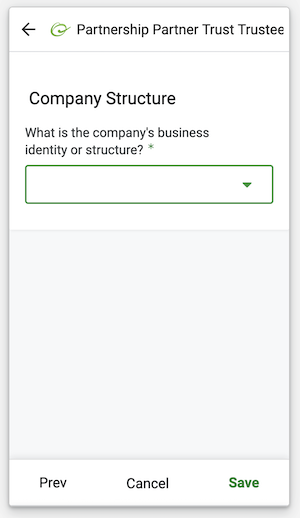 Partnership Partner Trust Trustee
Company Structure
What is the company's business
identity or structure? *
Prev
Cancel
Save